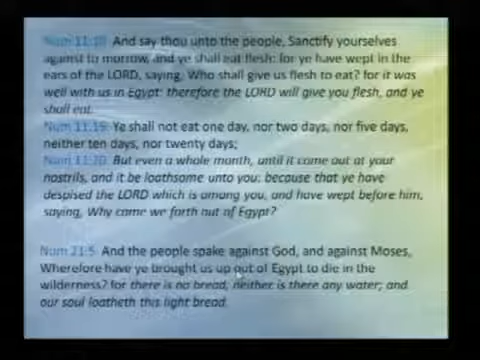 Num 11:18 And say thou unto the people, Sanctify yourselves
against to morrow, and ye shall eat flesh: for ye have wept in the
ears of the LORD, saying, Who shall give us flesh to eat? for it was
well with us in Egypt: therefore the LORD will give you flesh, and ye
shall eat.
Num 11:19 Ye shall not eat one day, nor two days, nor five days,
neither ten days, nor twenty days;
Num 11:20 But even a whole month, until it come out at your
nostrils, and it be loathsome unto you: because that ye have
despised the LORD which is among you, and have wept before him,
saying, Why came we forth out of Egypt?
Num 21:5 And the people spake against God, and against Moses,
Wherefore have ye brought us up out of Egypt to die in the
wilderness? for there is no bread, neither is there any water; and
our soul loatheth this light bread.